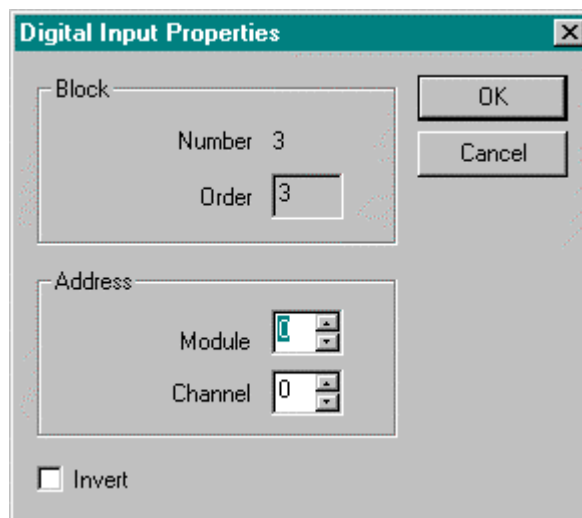 Digital Input Properties
Block
Number 3
Order 3
OK
Cancel
Address
Module 0
Channel 0
Invert